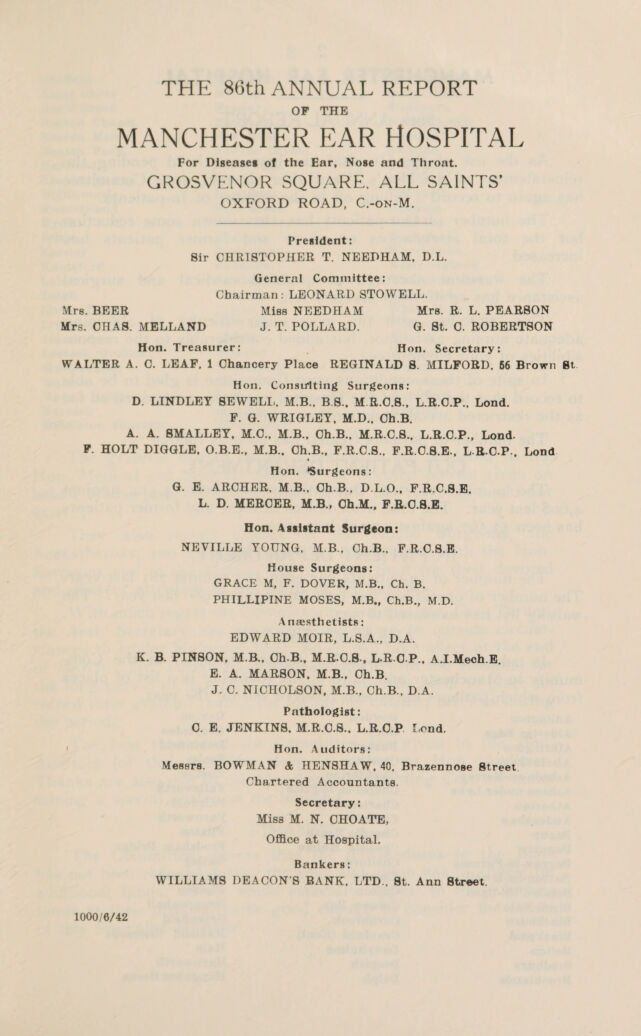 THE 86th ANNUAL REPORT
OF THE
MANCHESTER EAR HOSPITAL
For Diseases of the Ear, Nose and Throat.
GROSVENOR SQUARE. ALL SAINTS'
OXFORD ROAD, C.-ON-M.
President:
Sir CHRISTOPHER T. NEEDHAM, D.L.
General Committee:
Chairman: LEONARD STOWELL.
Mrs. BEER Miss NEEDHAM Mrs. R. L. PEARSON
Mrs. CHAS. MELLAND J. T. POLLARD. G. St. C. ROBERTSON
Hon. Treasurer: Hon. Secretary:
WALTER A. C. LEAF, 1 Chancery Place REGINALD S. MILFORD, 56 Brown St.
Hon. Consulting Surgeons:
D. LINDLEY SEWELL, M.B., B.S., M.R.C.S., L.R.C.P., Lond.
F. G. WRIGLEY, M.D., Ch.B.
A. A. SMALLEY, M.C., M.B., Ch.B., M.R.C.S., L.R.C.P., Lond.
F. HOLT DIGGLE, O.B.E., M.B., Ch.B., F.R.C.S., F.R.C.S.E., L.R.C.P., Lond
Hon. Surgeons:
G. E. ARCHER, M.B., Ch.B., D.L.O., F.R.C.S.E.
L. D. MERCER, M.B., Ch.M., F.R.C.S.E.
Hon. Assistant Surgeon:
NEVILLE YOUNG, M.B., Ch.B., F.R.C.S.E.
House Surgeons:
GRACE M, F. DOVER, M.B., Ch. B.
PHILLIPINE MOSES, M.B., Ch.B., M.D.
Anæsthetists:
EDWARD MOIR, L.S.A., D.A.
K. B. PINSON, M.B., Ch.B., M.R.C.S., L.R.C.P., A.I.Mech.E.
E. A. MARSON, M.B., Ch.B.
J. C. NICHOLSON, M.B., Ch.B., D.A.
Pathologist:
C. E. JENKINS, M.R.C.S., L.R.C.P. Lond.
Hon. Auditors:
Messrs. BOWMAN & HENSHAW, 40, Brazennose Street.
Chartered Accountants.
Secretary:
Miss M. N. CHOATE,
Office at Hospital.
Bankers:
WILLIAMS DEACON'S BANK, LTD., St. Ann Street.
1000/6/42